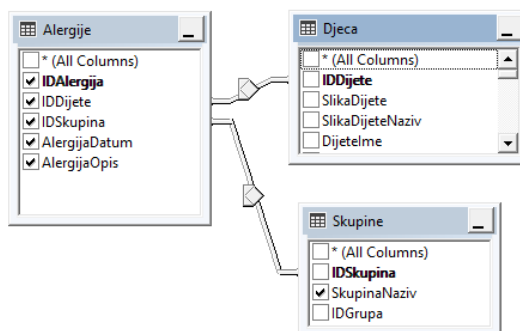 Alergije
* (All Columns)
IDAlergija
IDDijete
IDSkupina
AlergijaDatum
AlergijaOpis
Djeca
* (All Columns)
IDDijete
SlikaDijete
SlikaDijeteNaziv
DijeteIme
Skupine
* (All Columns)
IDSkupina
SkupinaNaziv
IDGrupa